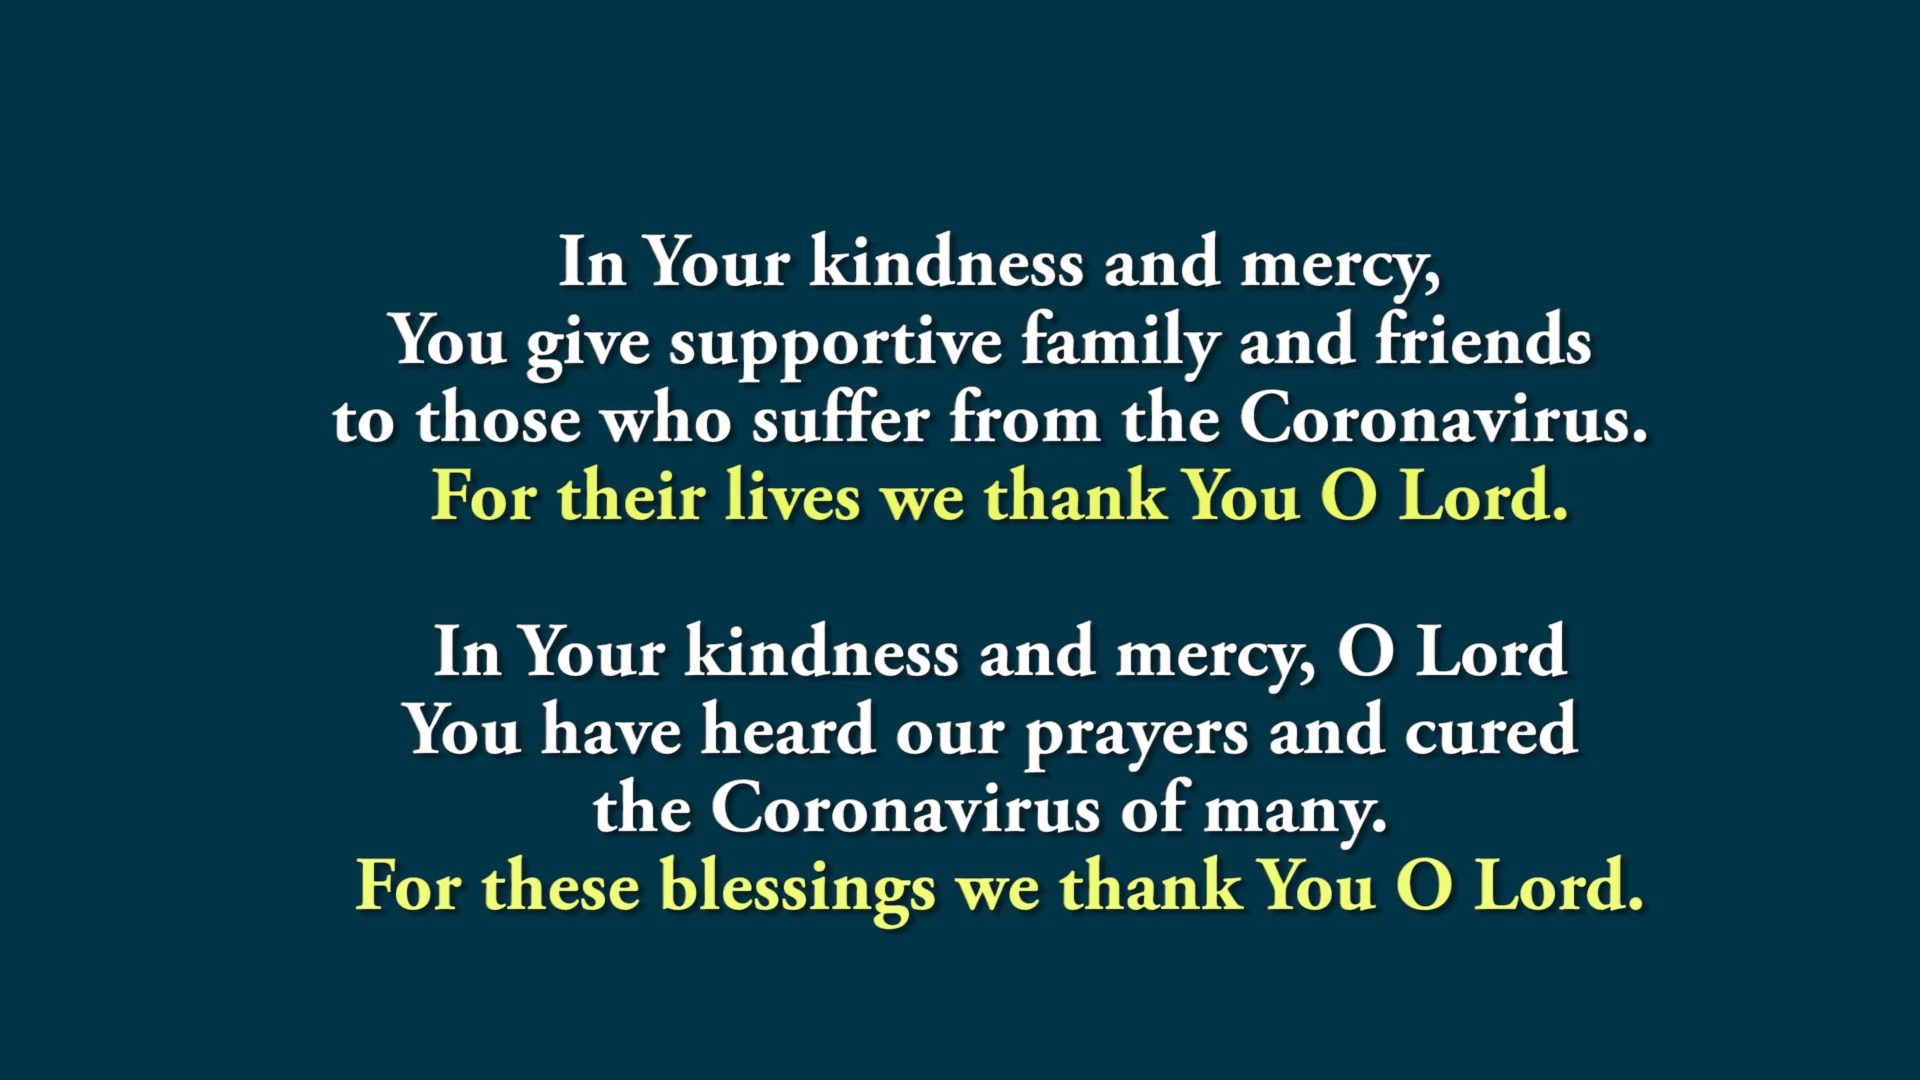 In Your kindness and mercy,
You give supportive family and friends
to those who suffer from the Coronavirus.
For their lives we thank You O Lord.
In Your kindness and mercy, O Lord
You have heard our prayers and cured
the Coronavirus of many.
For these blessings we thank You O Lord.